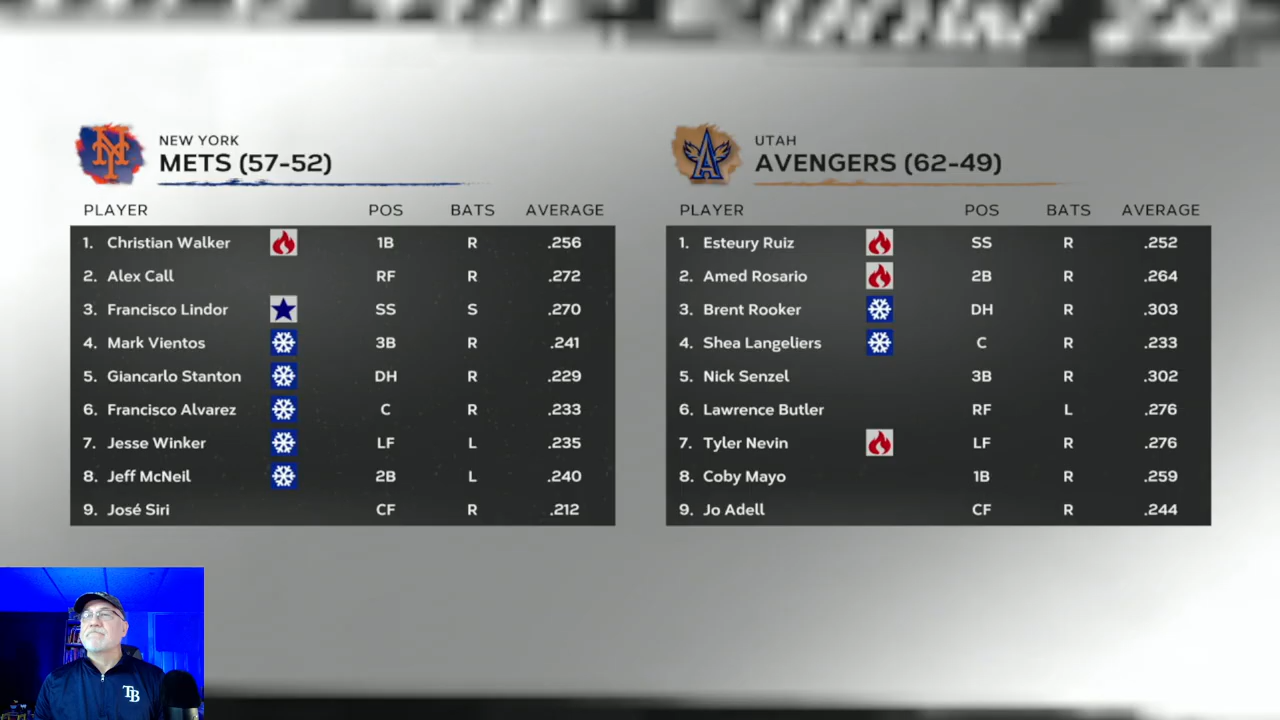 NEW YORK
METS (57-52)
PLAYER POS BATS AVERAGE
1. Christian Walker 1B R .256
2. Alex Call RF R .272
3. Francisco Lindor SS S .270
4. Mark Vientos 3B R .241
5. Giancarlo Stanton DH R .229
6. Francisco Alvarez C R .233
7. Jesse Winker LF L .235
8. Jeff McNeil 2B L .240
9. José Siri CF R .212
UTAH
AVENGERS (62-49)
PLAYER POS BATS AVERAGE
1. Esteury Ruiz SS R .252
2. Amed Rosario 2B R .264
3. Brent Rooker DH R .303
4. Shea Langeliers C R .233
5. Nick Senzel 3B R .302
6. Lawrence Butler RF L .276
7. Tyler Nevin LF R .276
8. Coby Mayo 1B R .259
9. Jo Adell CF R .244
TB